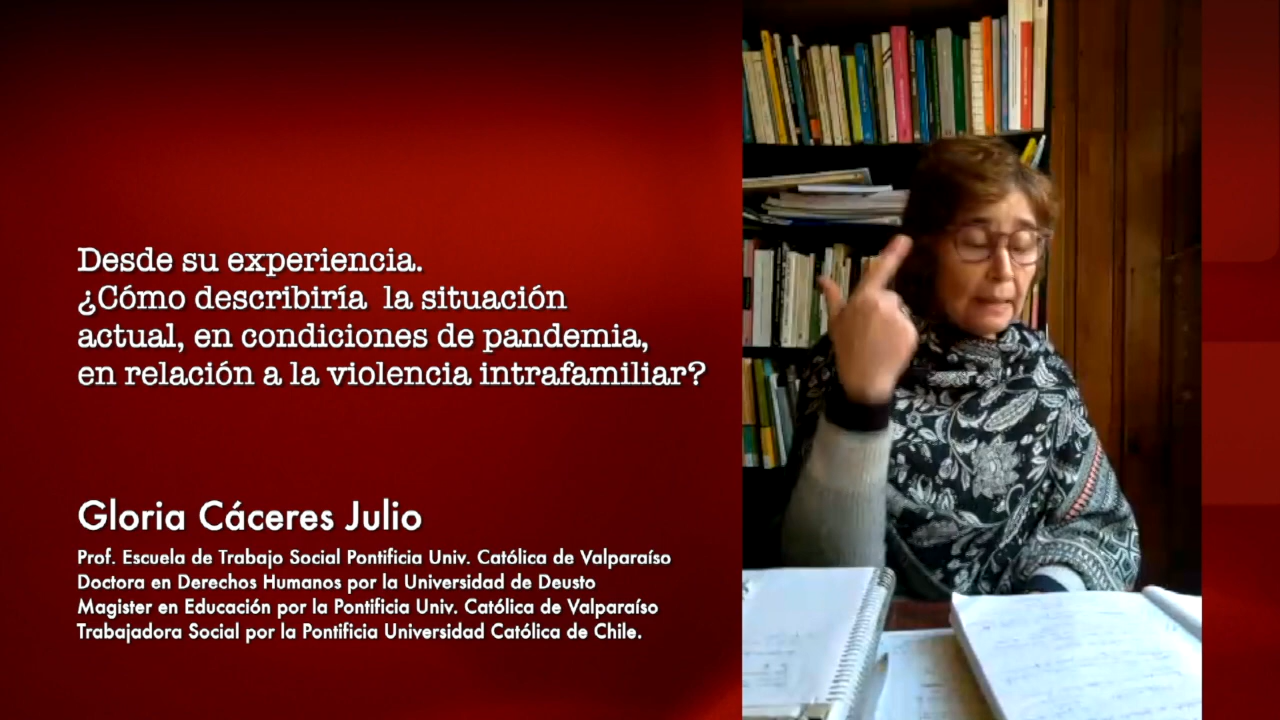 Desde su experiencia.
¿Cómo describiría  la situación
actual, en condiciones de pandemia,
en relación a la violencia intrafamiliar?
Gloria Cáceres Julio
Prof. Escuela de Trabajo Social Pontificia Univ. Católica de Valparaíso
Doctora en Derechos Humanos por la Universidad de Deusto
Magister en Educación por la Pontificia Univ. Católica de Valparaíso
Trabajadora Social por la Pontificia Universidad Católica de Chile.